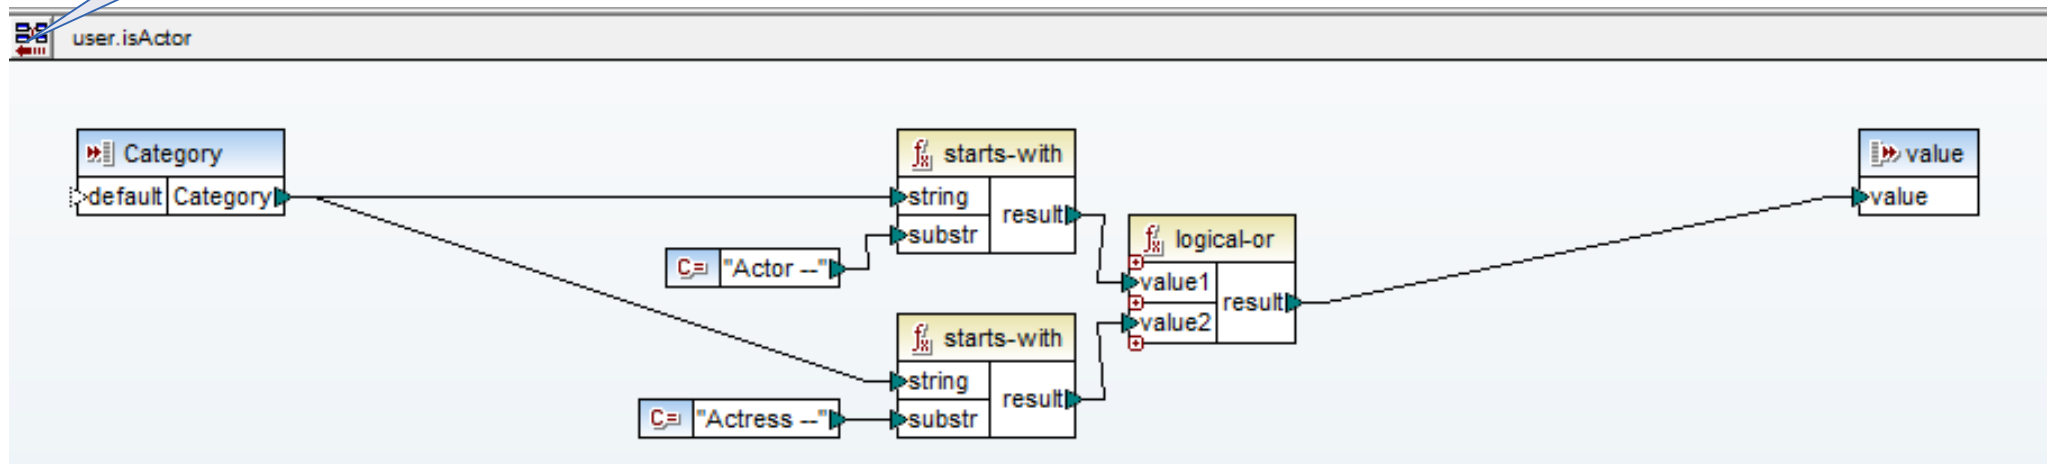 user.isActor
Category
default Category
starts-with
string
substr
result
C= "Actor --"
logical-or
value1
value2
result
starts-with
string
substr
result
C= "Actress --"
value
value